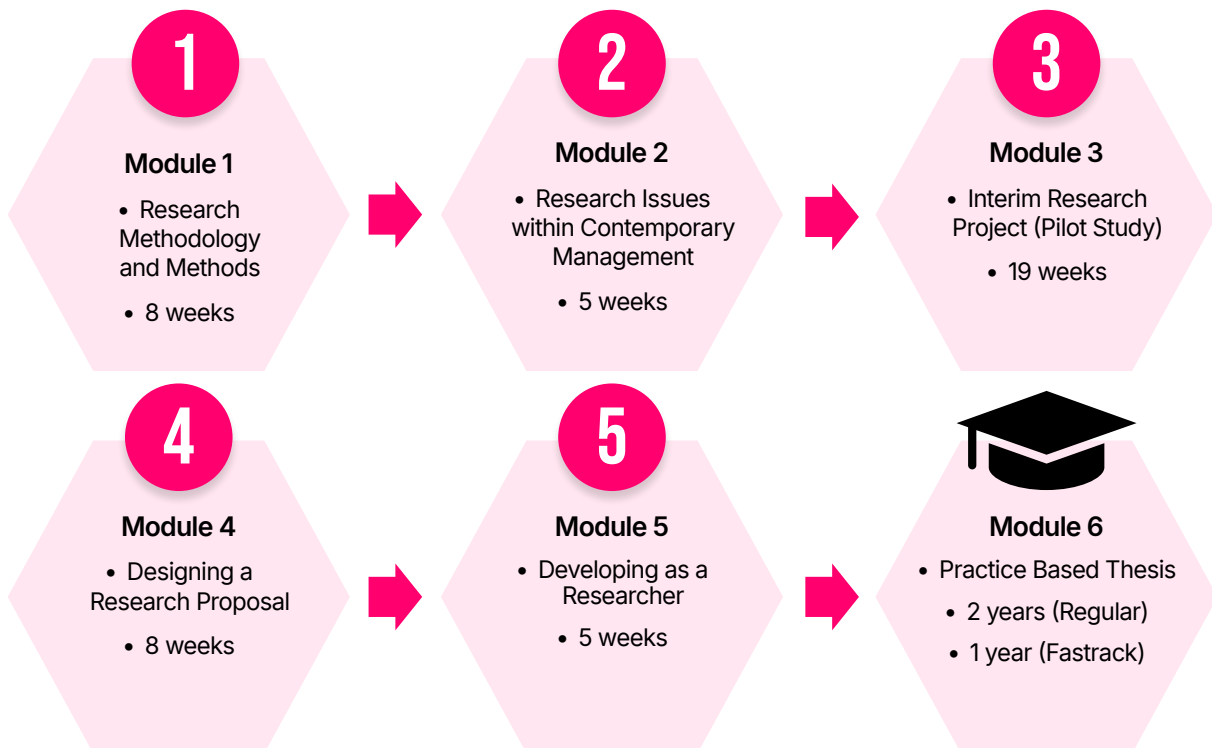 1
Module 1
• Research
Methodology
and Methods
• 8 weeks
2
Module 2
• Research Issues
within Contemporary
Management
• 5 weeks
3
Module 3
• Interim Research
Project (Pilot Study)
• 19 weeks
4
Module 4
• Designing a
Research Proposal
• 8 weeks
5
Module 5
• Developing as a
Researcher
• 5 weeks
Module 6
• Practice Based Thesis
• 2 years (Regular)
• 1 year (Fastrack)